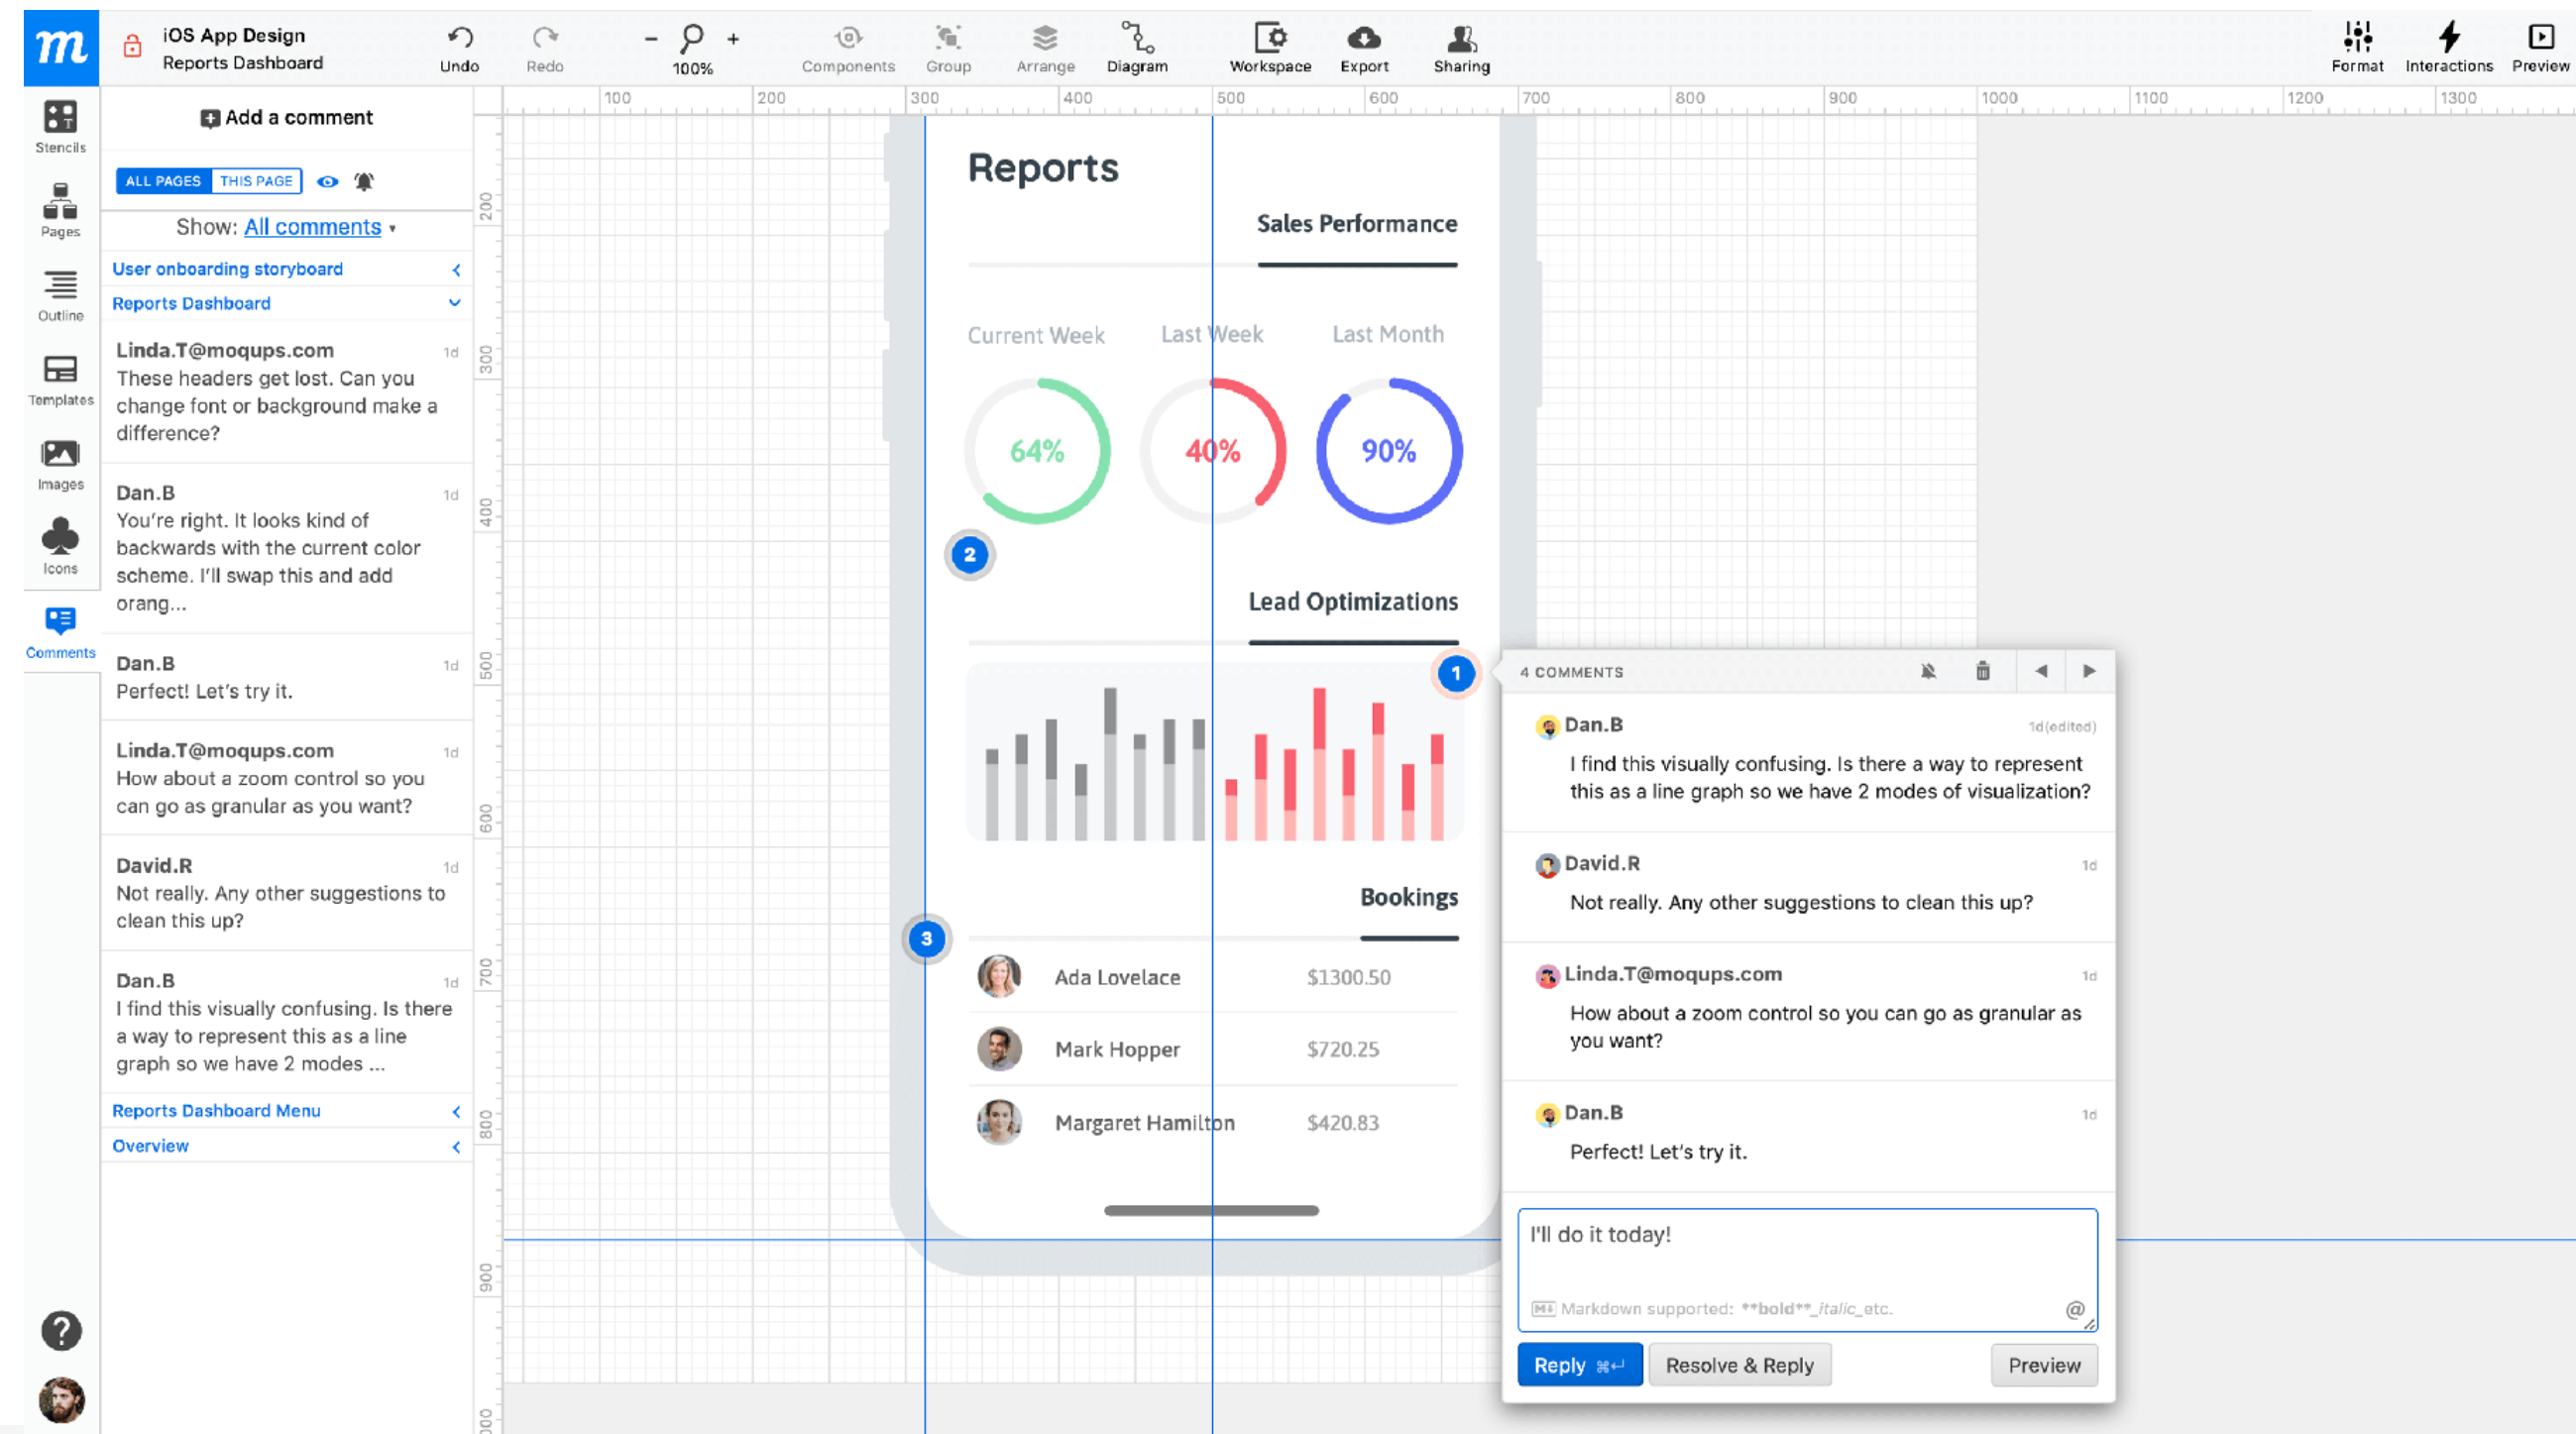 m
iOS App Design
Reports Dashboard
Undo
Redo
100%
Components
Group
Arrange
Diagram
Workspace
Export
Sharing
Format
Interactions
Preview
Stencils
Pages
Outline
Templates
Images
Icons
Comments
Add a comment
ALL PAGES
THIS PAGE
Show: All comments
User onboarding storyboard
Reports Dashboard
Linda.T@moqups.com 1d
These headers get lost. Can you
change font or background make a
difference?
Dan.B 1d
You're right. It looks kind of
backwards with the current color
scheme. I'll swap this and add
orang...
Dan.B 1d
Perfect! Let's try it.
Linda.T@moqups.com 1d
How about a zoom control so you
can go as granular as you want?
David.R 1d
Not really. Any other suggestions to
clean this up?
Dan.B 1d
I find this visually confusing. Is there
a way to represent this as a line
graph so we have 2 modes ...
Reports Dashboard Menu
Overview
100 200 300 400 500 600 700 800 900 1000 1100 1200 1300
200
300
400
500
600
700
800
900
Reports
Sales Performance
Current Week Last Week Last Month
64% 40% 90%
2
Lead Optimizations
1
Bookings
3
Ada Lovelace $1300.50
Mark Hopper $720.25
Margaret Hamilton $420.83
4 COMMENTS
Dan.B 1d(edited)
I find this visually confusing. Is there a way to represent
this as a line graph so we have 2 modes of visualization?
David.R 1d
Not really. Any other suggestions to clean this up?
Linda.T@moqups.com 1d
How about a zoom control so you can go as granular as
you want?
Dan.B 1d
Perfect! Let's try it.
I'll do it today!
Markdown supported: **bold**_italic_etc. @
Reply ⌘↵
Resolve & Reply
Preview